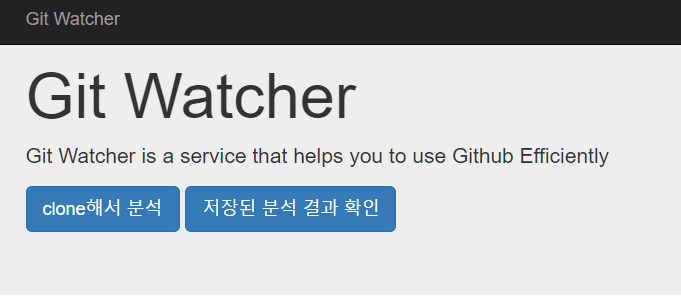 Git Watcher
Git Watcher
Git Watcher is a service that helps you to use Github Efficiently
clone해서 분석 저장된 분석 결과 확인